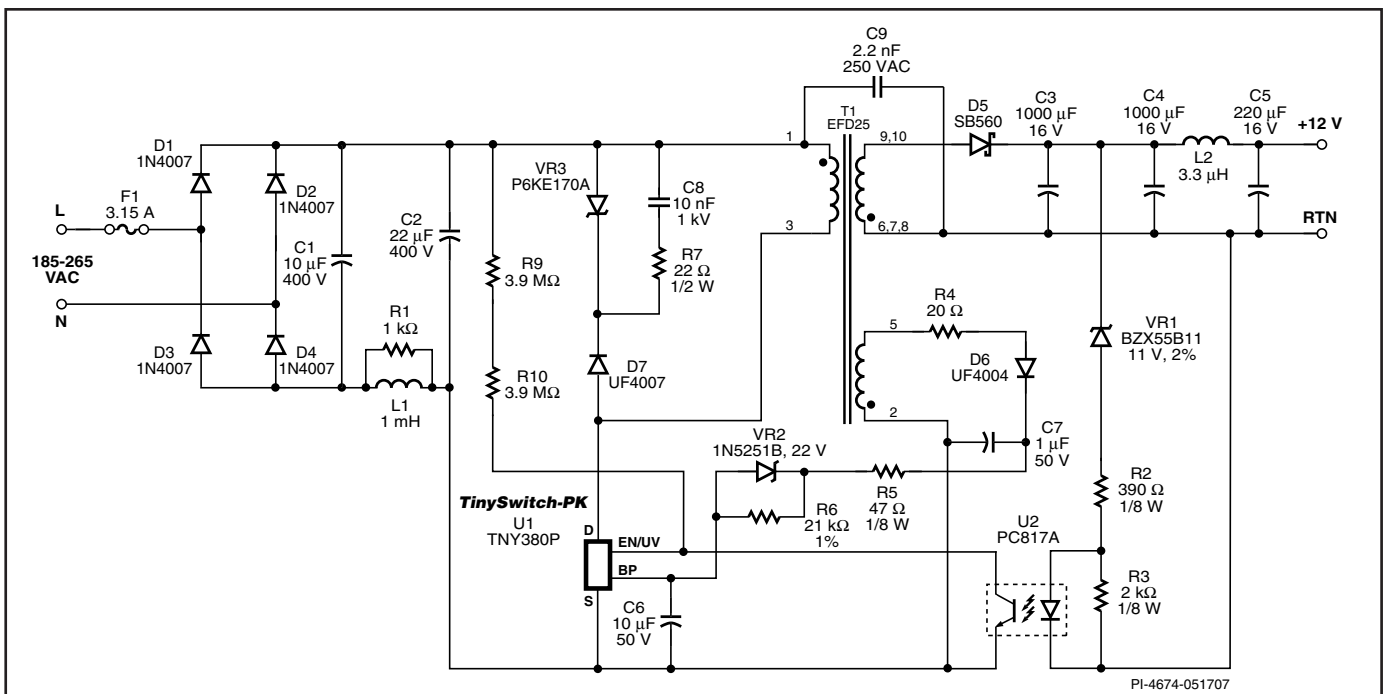 C9
2.2 nF
250 VAC
T1
EFD25
D5
SB560
C3
1000 µF
16 V
C4
1000 µF
16 V
C5
220 µF
16 V
+12 V
L2
3.3 µH
1
9,10
3
6,7,8
RTN
D1
1N4007
D2
1N4007
F1
3.15 A
L
185-265
VAC
N
C1
10 µF
400 V
C2
22 µF
400 V
VR3
P6KE170A
C8
10 nF
1 kV
R7
22 Ω
1/2 W
R9
3.9 MΩ
R10
3.9 MΩ
D3
1N4007
D4
1N4007
R1
1 kΩ
L1
1 mH
D7
UF4007
5
R4
20 Ω
D6
UF4004
2
C7
1 µF
50 V
VR1
BZX55B11
11 V, 2%
VR2
1N5251B, 22 V
R5
47 Ω
1/8 W
R6
21 kΩ
1%
R2
390 Ω
1/8 W
TinySwitch-PK
U1
TNY380P
D
EN/UV
BP
S
C6
10 µF
50 V
U2
PC817A
R3
2 kΩ
1/8 W
PI-4674-051707